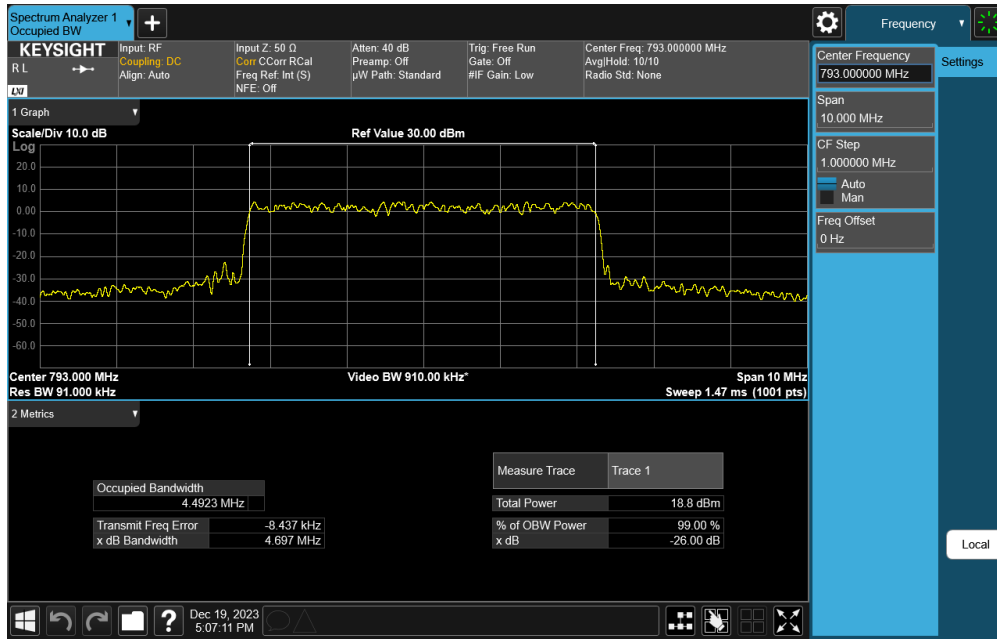 Spectrum Analyzer 1
Occupied BW
Frequency
KEYSIGHT
RL
LXI
Input: RF
Coupling: DC
Align: Auto
Input Z: 50 Ω
Corr CCorr RCal
Freq Ref: Int (S)
NFE: Off
Atten: 40 dB
Preamp: Off
µW Path: Standard
Trig: Free Run
Gate: Off
#IF Gain: Low
Center Freq: 793.000000 MHz
Avg|Hold: 10/10
Radio Std: None
Center Frequency
793.000000 MHz
Settings
Span
10.000 MHz
CF Step
1.000000 MHz
Auto
Man
Freq Offset
0 Hz
1 Graph
Scale/Div 10.0 dB
Ref Value 30.00 dBm
Log
20.0
10.0
0.00
-10.0
-20.0
-30.0
-40.0
-50.0
-60.0
Center 793.000 MHz
Video BW 910.00 kHz*
Span 10 MHz
Res BW 91.000 kHz
Sweep 1.47 ms (1001 pts)
2 Metrics
Occupied Bandwidth
4.4923 MHz
Transmit Freq Error -8.437 kHz
x dB Bandwidth 4.697 MHz
Measure Trace Trace 1
Total Power 18.8 dBm
% of OBW Power 99.00 %
x dB -26.00 dB
Local
Dec 19, 2023
5:07:11 PM